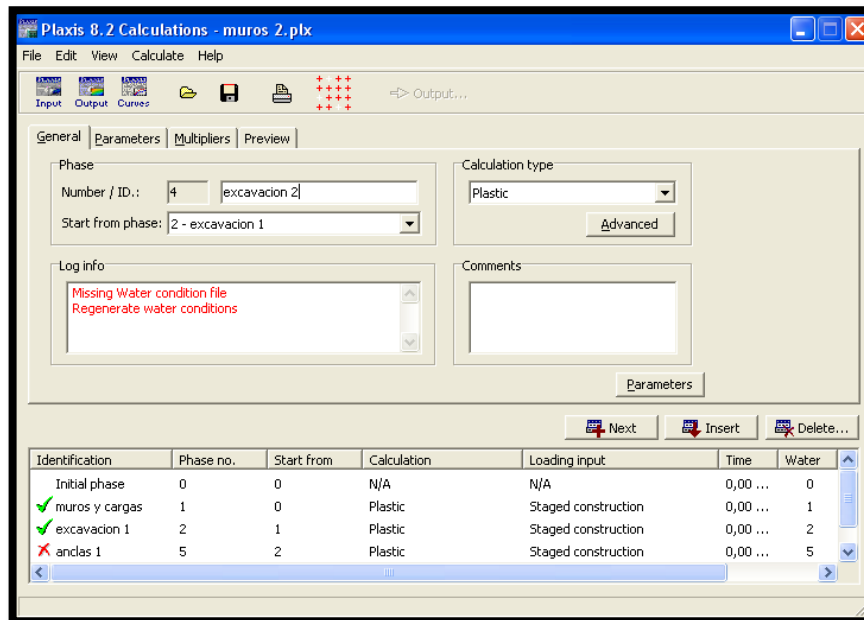 Plaxis 8.2 Calculations - muros 2.plx
File Edit View Calculate Help
Input Output Curves Output...
General Parameters Multipliers Preview
Phase
Number / ID.: 4 excavacion 2
Start from phase: 2 - excavacion 1
Calculation type
Plastic
Advanced
Log info
Missing Water condition file
Regenerate water conditions
Comments
Parameters
Next Insert Delete...
Identification Phase no. Start from Calculation Loading input Time Water
Initial phase 0 0 N/A N/A 0,00 ... 0
muros y cargas 1 0 Plastic Staged construction 0,00 ... 1
excavacion 1 2 1 Plastic Staged construction 0,00 ... 2
anclas 1 5 2 Plastic Staged construction 0,00 ... 5